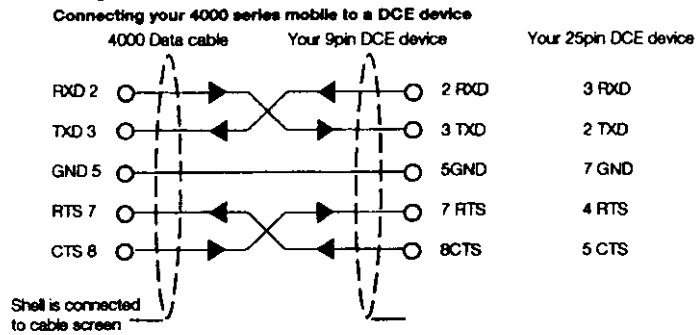 Connecting your 4000 series mobile to a DCE device
4000 Data cable Your 9pin DCE device Your 25pin DCE device
RXD 2 2 RXD 3 RXD
TXD 3 3 TXD 2 TXD
GND 5 5GND 7 GND
RTS 7 7 RTS 4 RTS
CTS 8 8CTS 5 CTS
Shell is connected
to cable screen